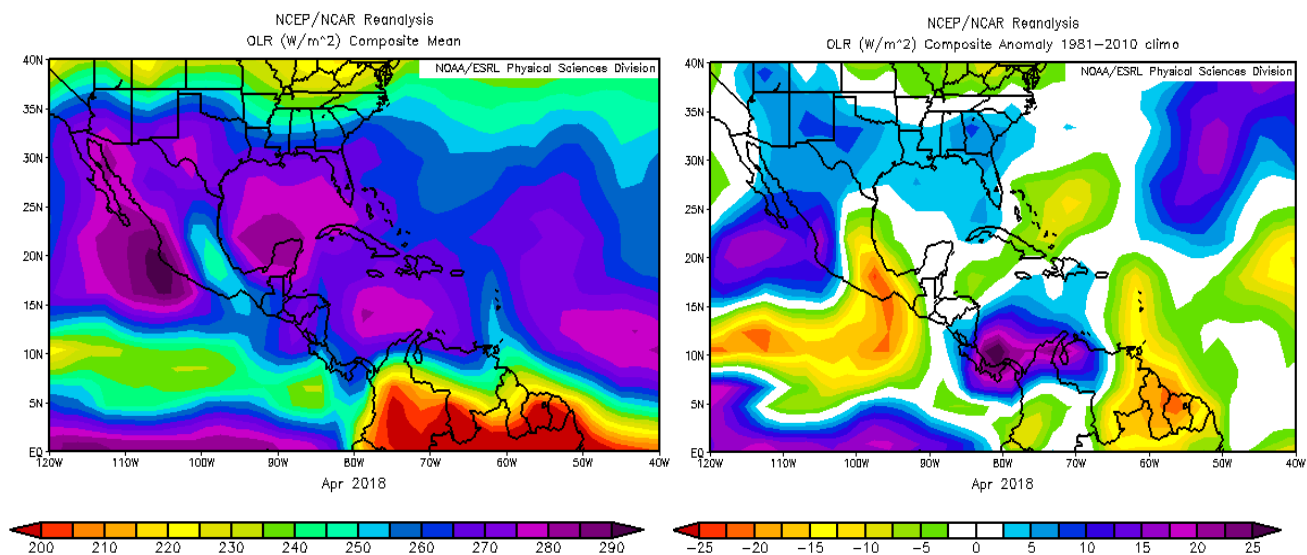 NCEP/NCAR Reanalysis
OLR (W/m^2) Composite Mean
NOAA/ESRL Physical Sciences Division
40N
35N
30N
25N
20N
15N
10N
5N
EQ
120W 110W 100W 90W 80W 70W 60W 50W 40W
Apr 2018
200 210 220 230 240 250 260 270 280 290
NCEP/NCAR Reanalysis
OLR (W/m^2) Composite Anomaly 1981-2010 climo
NOAA/ESRL Physical Sciences Division
40N
35N
30N
25N
20N
15N
10N
5N
EQ
120W 110W 100W 90W 80W 70W 60W 50W 40W
Apr 2018
-25 -20 -15 -10 -5 0 5 10 15 20 25